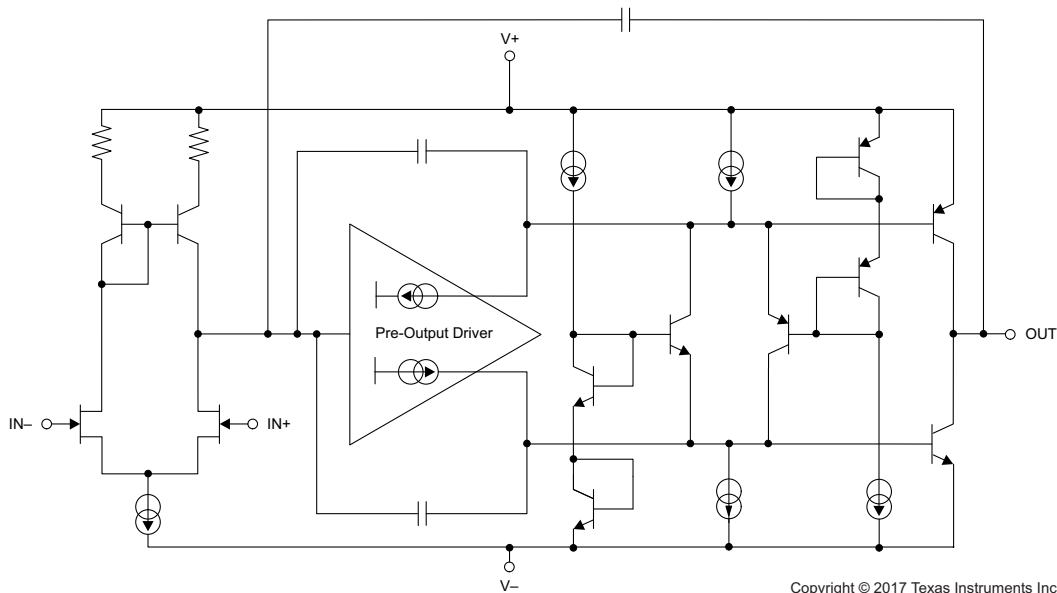 V+
Pre-Output Driver
OUT
IN–
IN+
V–
Copyright © 2017 Texas Instruments Inc